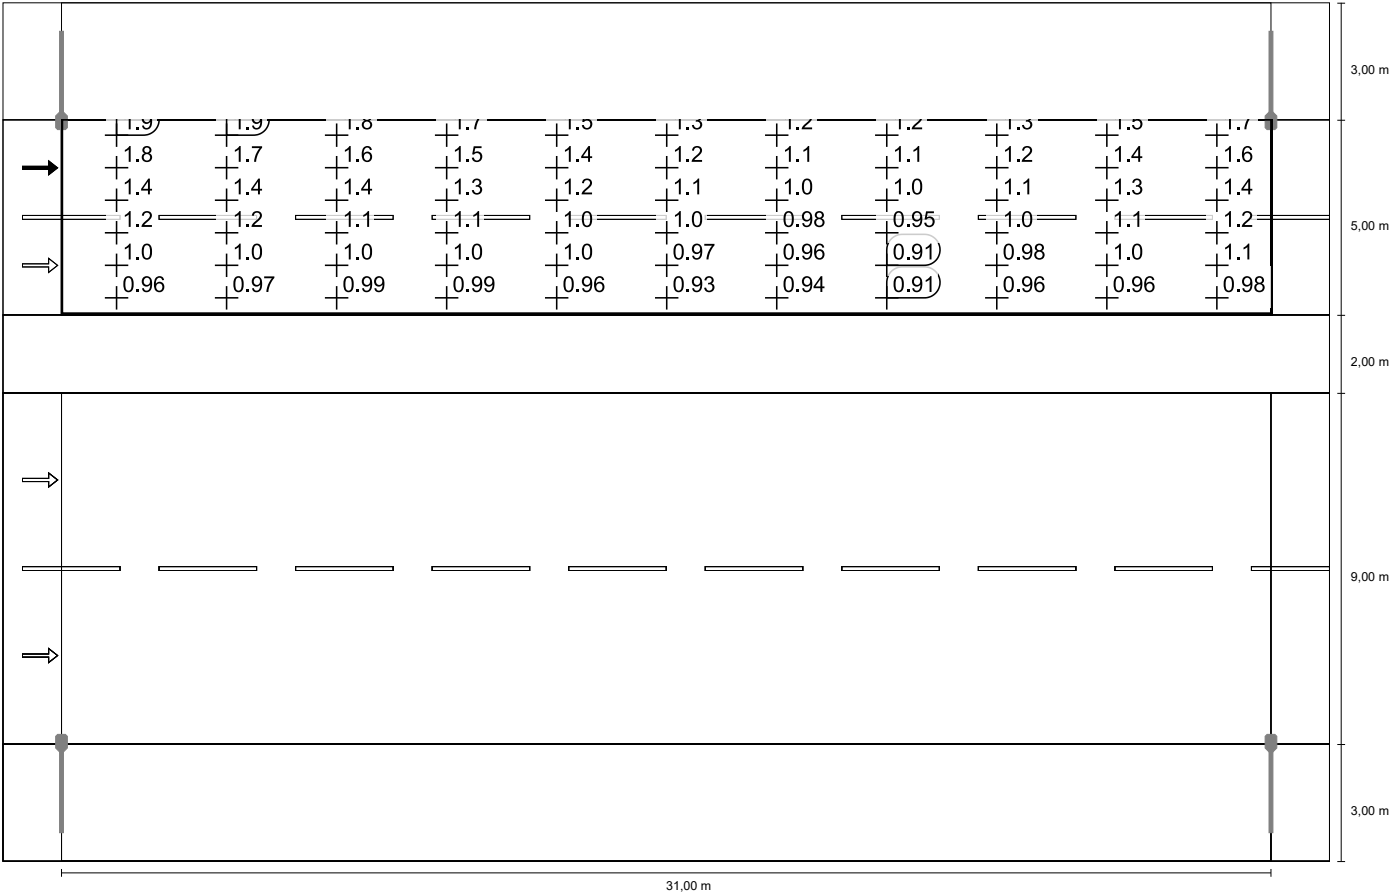 3,00 m
1.9 1.9 1.8 1.7 1.5 1.3 1.2 1.2 1.3 1.5 1.7
1.8 1.7 1.6 1.5 1.4 1.2 1.1 1.1 1.2 1.4 1.6
1.4 1.4 1.4 1.3 1.2 1.1 1.0 1.0 1.1 1.3 1.4
1.2 1.2 1.1 1.1 1.0 1.0 0.98 0.95 1.0 1.1 1.2
5,00 m
1.0 1.0 1.0 1.0 1.0 0.97 0.96 0.91 0.98 1.0 1.1
0.96 0.97 0.99 0.99 0.96 0.93 0.94 0.91 0.96 0.96 0.98
2,00 m
9,00 m
3,00 m
31,00 m